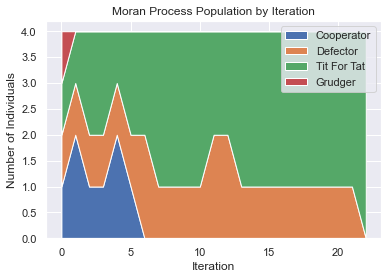 Moran Process Population by Iteration
Cooperator
Defector
Tit For Tat
Grudger
Number of Individuals
4.0
3.5
3.0
2.5
2.0
1.5
1.0
0.5
0.0
0
5
10
15
20
Iteration